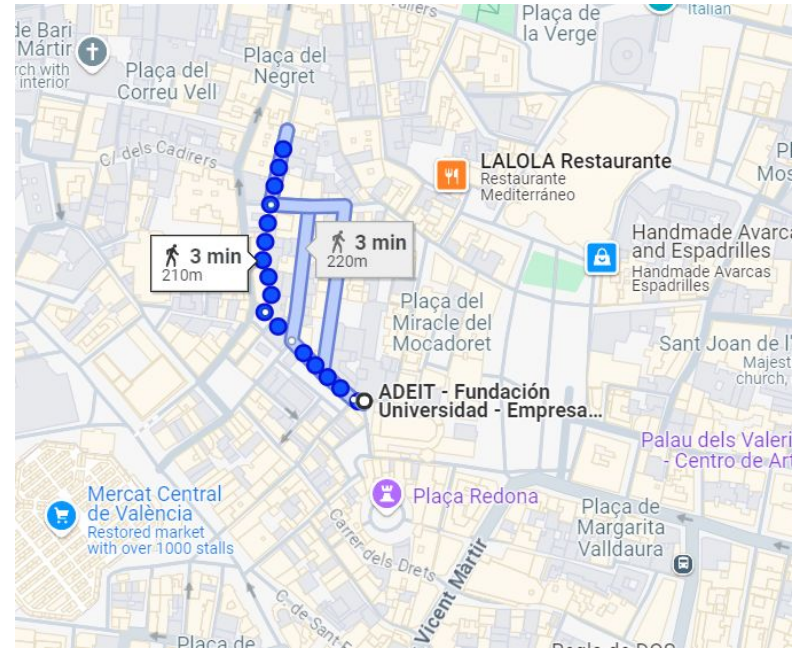 Plaça de
la Verge
Italian
de Bari
Mártir
rch with
interior
Plaça del
Correu Vell
Plaça del
Negret
C. dels Cadirers
LALOLA Restaurante
Restaurante
Mediterráneo
Handmade Avarca
and Espadrilles
Handmade Avarcas
Espadrilles
3 min
210m
3 min
220m
Plaça del
Miracle del
Mocadoret
Sant Joan de l'
Majest
church,
ADEIT - Fundación
Universidad - Empresa...
Palau dels Valeri
- Centro de Art
Mercat Central
de València
Restored market
with over 1000 stalls
Plaça Redona
Carrer dels Drets
Plaça de
Margarita
Valldaura
Vicent Màrtir
C. de Sant F
Plaça de